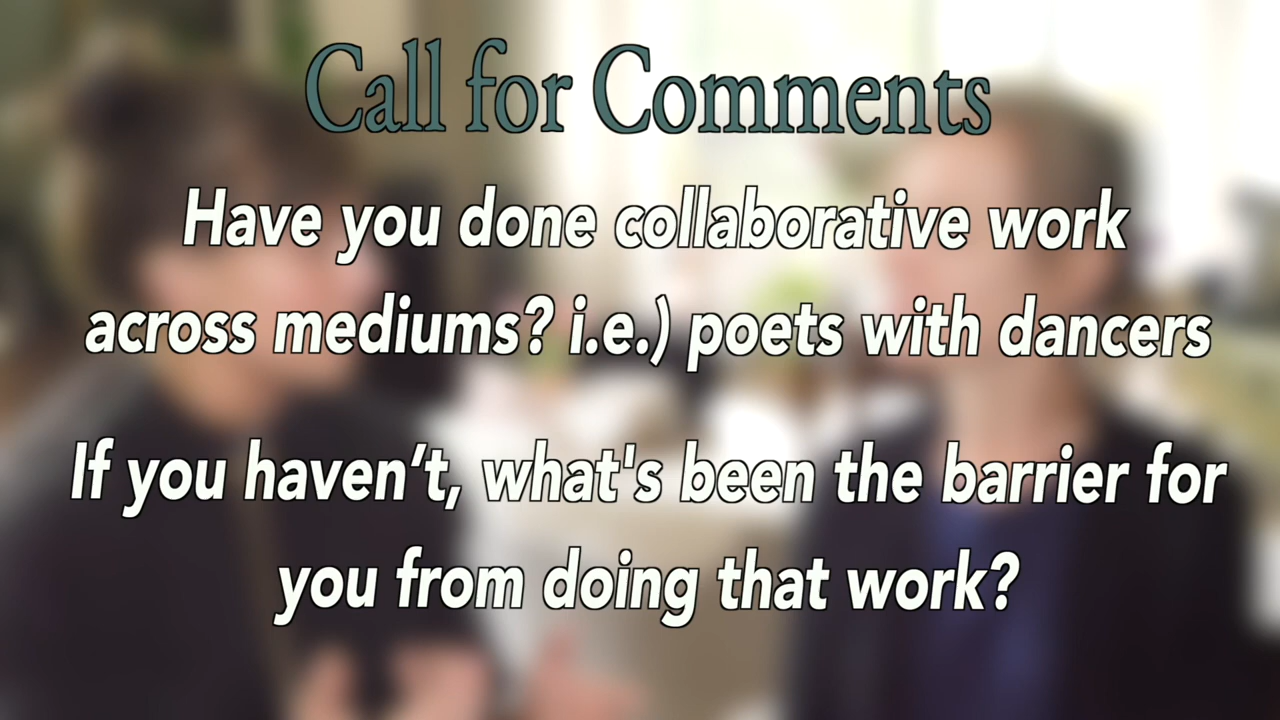 Call for Comments
Have you done collaborative work
across mediums? i.e.) poets with dancers
If you haven’t, what's been the barrier for
you from doing that work?